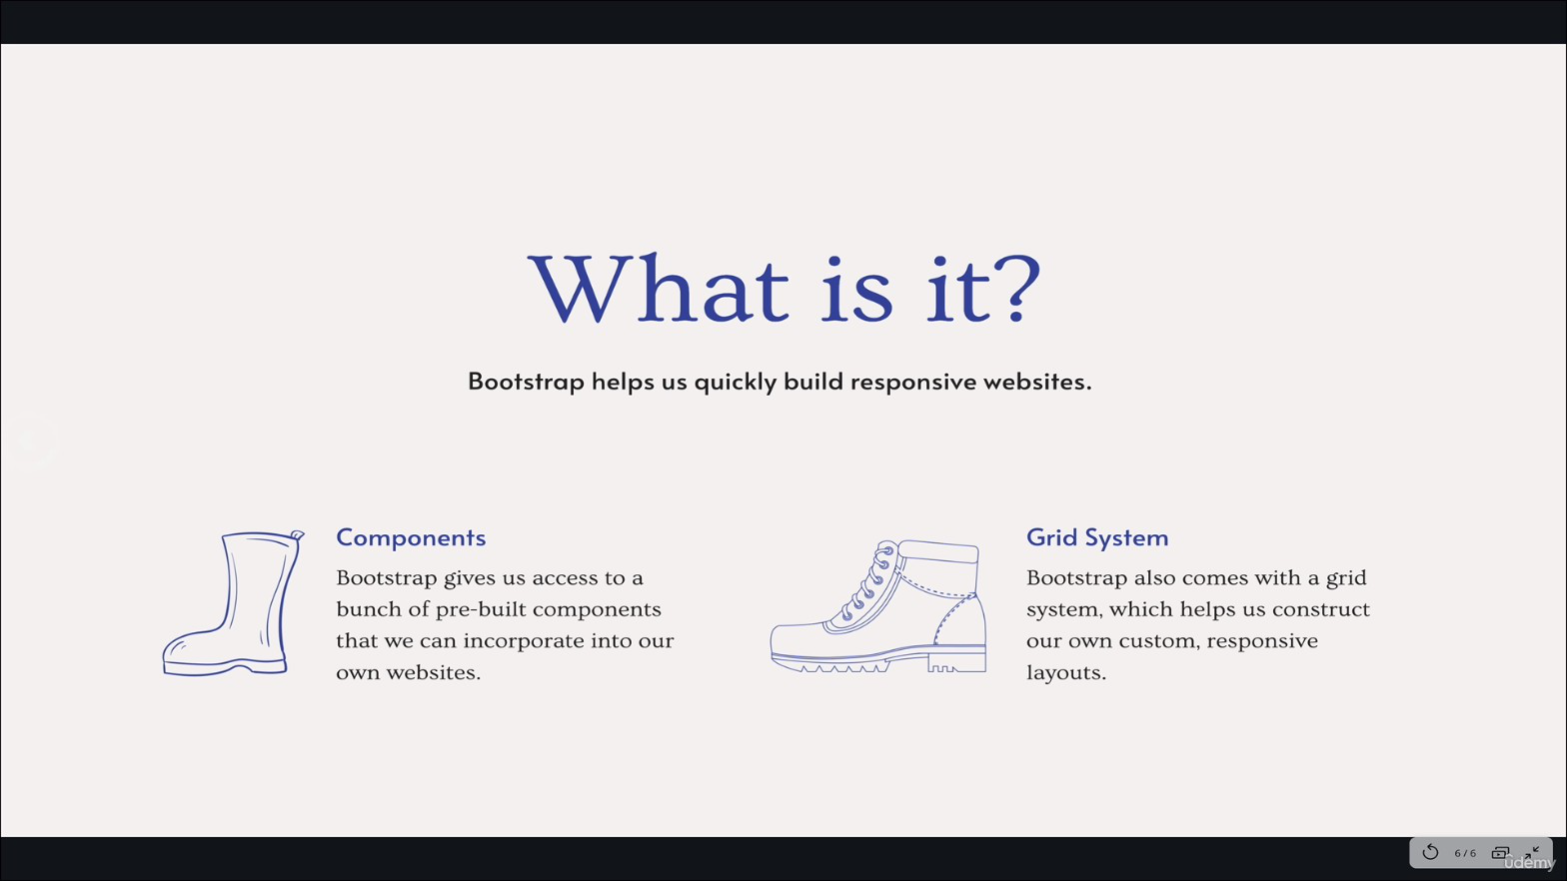 What is it?
Bootstrap helps us quickly build responsive websites.
Components
Bootstrap gives us access to a
bunch of pre-built components
that we can incorporate into our
own websites.
Grid System
Bootstrap also comes with a grid
system, which helps us construct
our own custom, responsive
layouts.
6 / 6
ûdemy